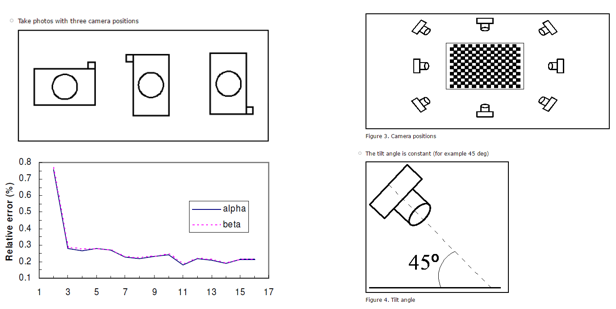 Take photos with three camera positions
0.8
0.7
0.6
0.5
0.4
0.3
0.2
0.1
Relative error (%)
alpha
beta
1 3 5 7 9 11 13 15 17
Figure 3. Camera positions
The tilt angle is constant (for example 45 deg)
45º
Figure 4. Tilt angle